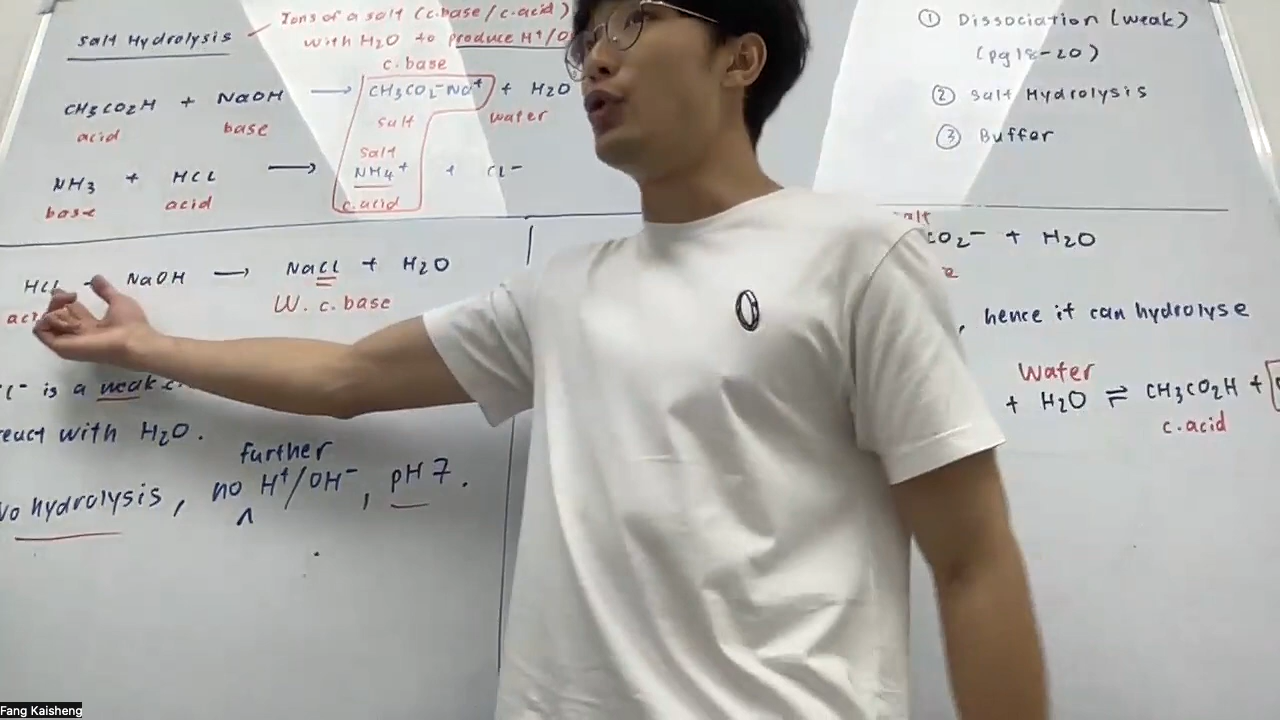 Salt Hydrolysis
Ions of a salt (c.base / c.acid)
with H2O to produce H+/O
c. base
CH3CO2H + NaOH ⟶ CH3CO2-Na+ + H2O
acid base salt water
salt
NH3 + HCl ⟶ NH4+ + Cl-
base acid c.acid
HCl NaOH ⟶ NaCl + H2O
W. c. base
is a weak
react with H2O.
further
No hydrolysis, no ^ H+/OH-, pH 7.
① Dissociation (weak)
(pg 18-20)
② Salt Hydrolysis
③ Buffer
CO2- + H2O
, hence it can hydrolyse
Water
+ H2O ⇌ CH3CO2H +
c.acid
Fang Kaisheng